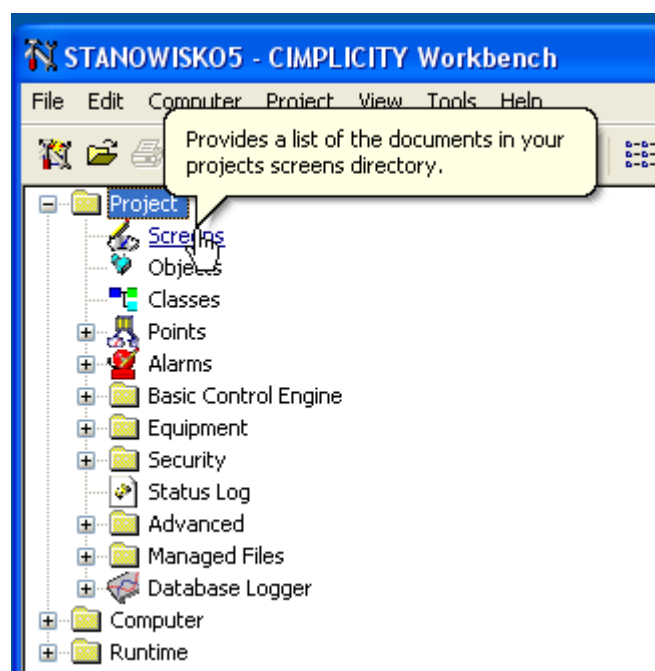 STANOWISKO5 - CIMPLICITY Workbench
File Edit Computer Project View Tools Help
Provides a list of the documents in your
projects screens directory.
Project
Screens
Objects
Classes
Points
Alarms
Basic Control Engine
Equipment
Security
Status Log
Advanced
Managed Files
Database Logger
Computer
Runtime